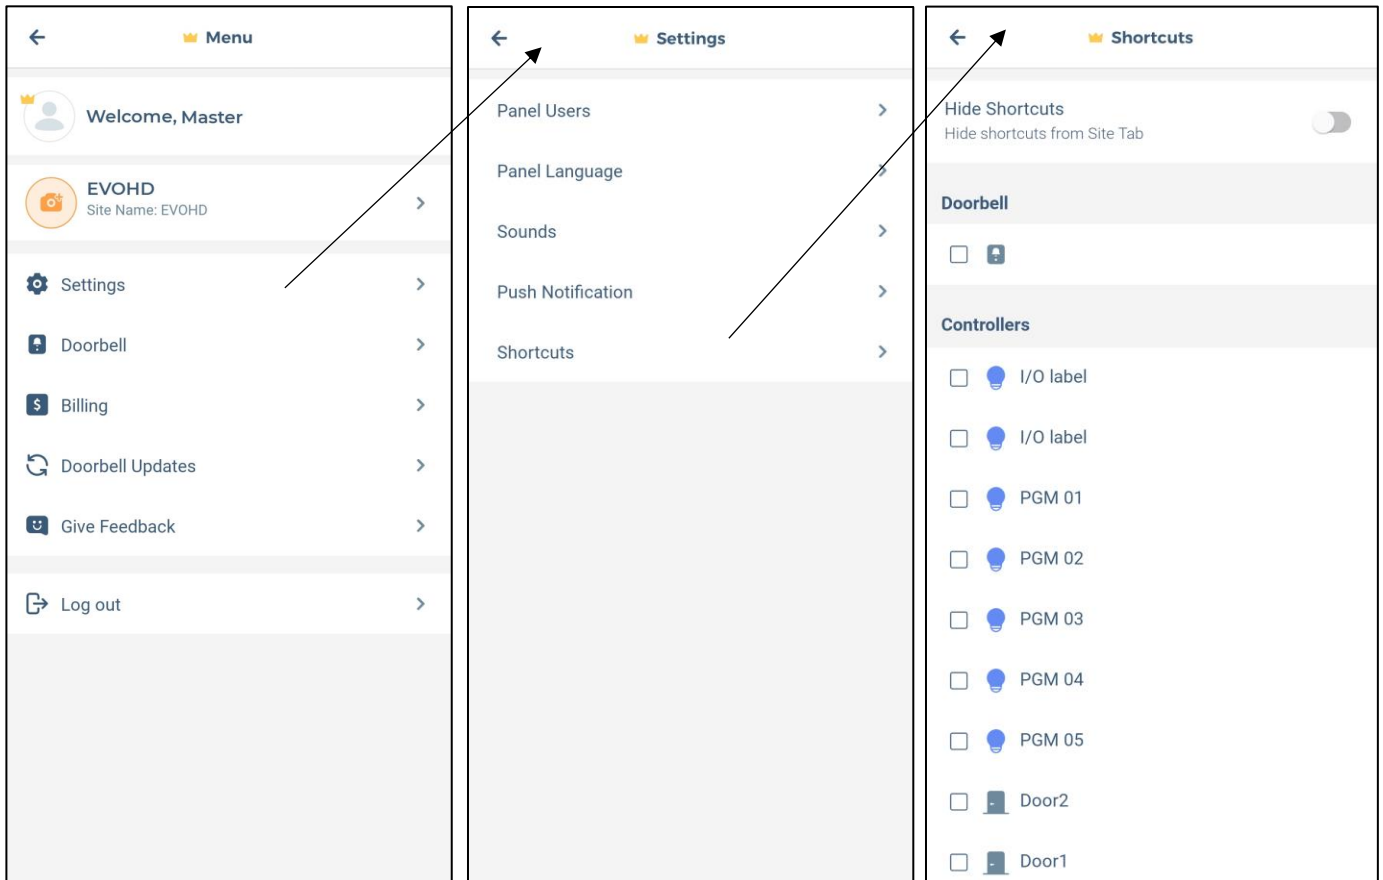 Menu
Welcome, Master
EVOHD
Site Name: EVOHD
Settings
Doorbell
Billing
Doorbell Updates
Give Feedback
Log out
Settings
Panel Users
Panel Language
Sounds
Push Notification
Shortcuts
Shortcuts
Hide Shortcuts
Hide shortcuts from Site Tab
Doorbell
Controllers
I/O label
I/O label
PGM 01
PGM 02
PGM 03
PGM 04
PGM 05
Door2
Door1